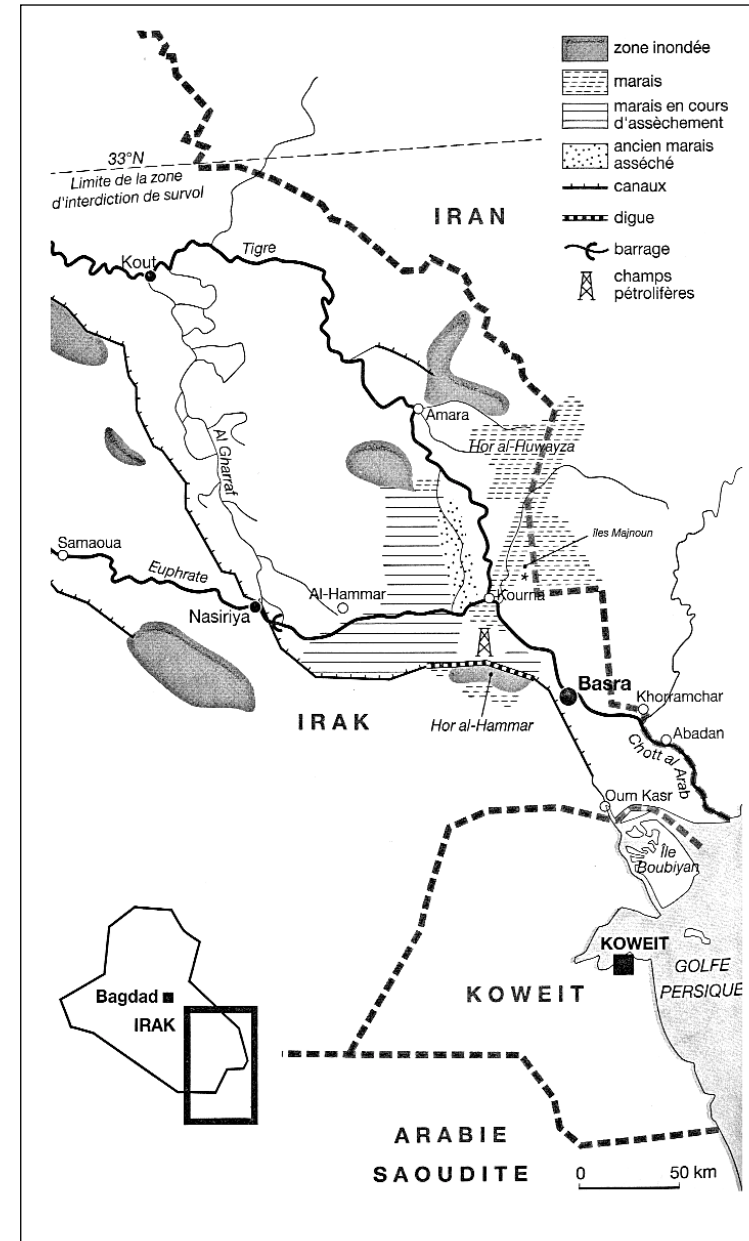 zone inondée
marais
marais en cours
d'assèchement
ancien marais
asséché
canaux
digue
barrage
champs
pétrolifères
33°N
Limite de la zone
d'interdiction de survol
IRAN
Tigre
Kout
Amara
Hor al-Huwayza
Al Gharraf
îles Majnoun
Samaoua
Euphrate
Al-Hammar
Kourna
Nasiriya
Basra
Khorramchar
IRAK
Hor al-Hammar
Abadan
Chott al Arab
Oum Kasr
Île
Boubiyan
KOWEIT
GOLFE
PERSIQUE
Bagdad
IRAK
KOWEIT
ARABIE
SAOUDITE
0 50 km